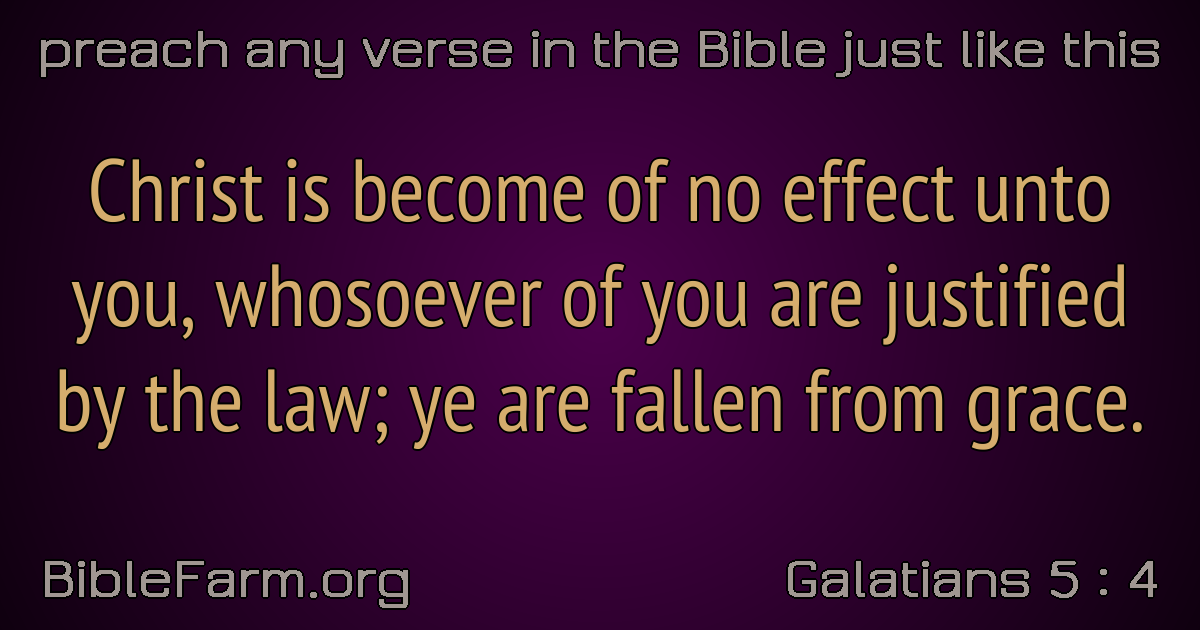 preach any verse in the Bible just like this
Christ is become of no effect unto
you, whosoever of you are justified
by the law; ye are fallen from grace.
BibleFarm.org
Galatians 5 : 4